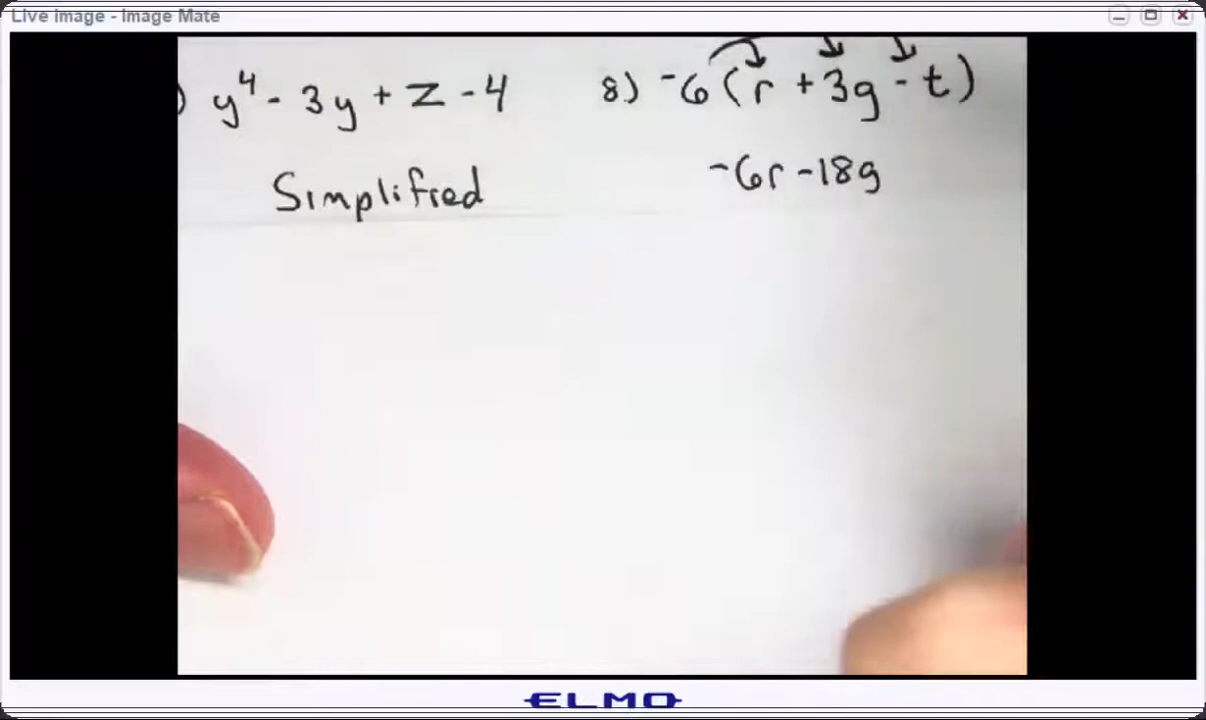 Live image - Image Mate
) y⁴ - 3y + z - 4
Simplified
8) -6(r + 3g - t)
-6r - 18g
ELMO